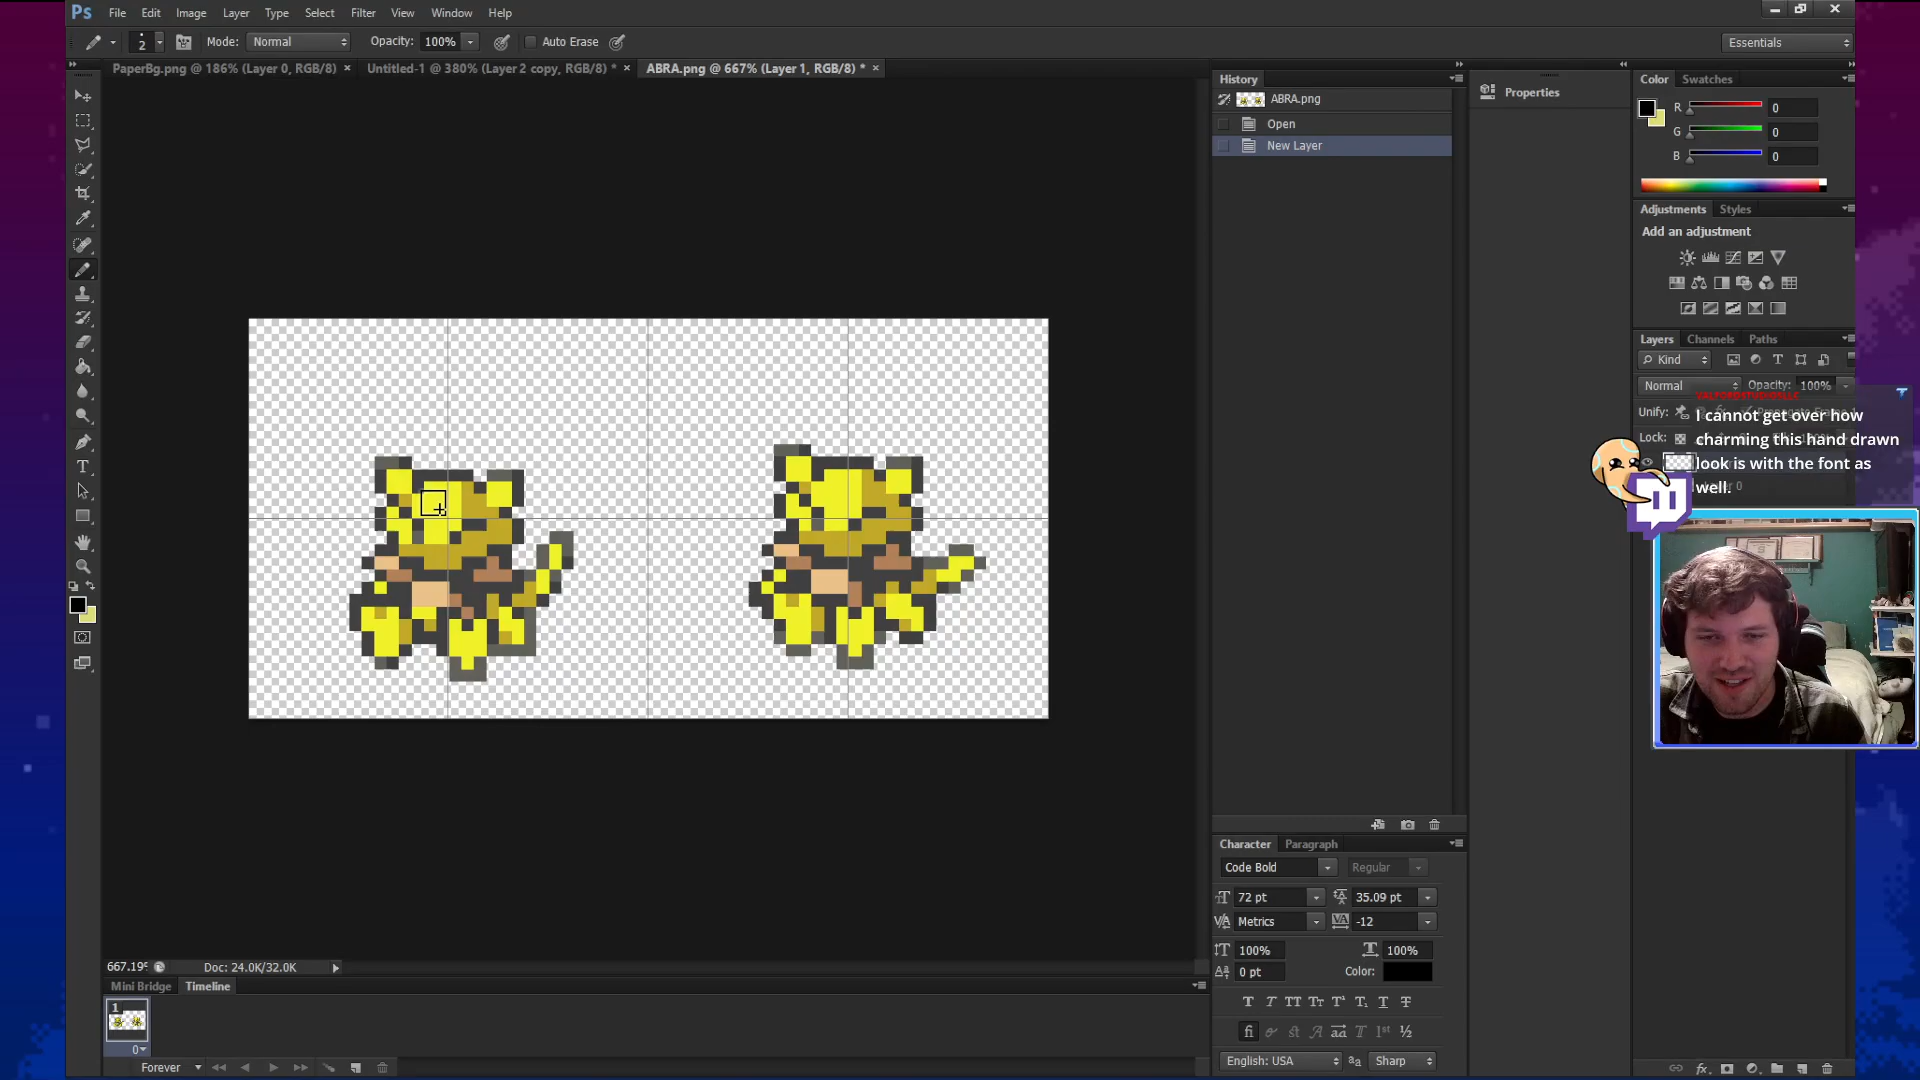 Ps File Edit Image Layer Type Select Filter View Window Help
2 Mode: Normal Opacity: 100% Auto Erase Essentials
PaperBg.png @ 186% (Layer 0, RGB/8) × Untitled-1 @ 380% (Layer 2 copy, RGB/8) * × ABRA.png @ 667% (Layer 1, RGB/8) * ×
History
ABRA.png
Open
New Layer
Properties
Color Swatches
R 0
G 0
B 0
Adjustments Styles
Add an adjustment
Layers Channels Paths
Kind
Normal Opacity: 100%
Unify:
Lock:
VALFORDSTUDIOSLLC
I cannot get over how
charming this hand drawn
look is with the font as
well.
Character Paragraph
Code Bold Regular
72 pt 35.09 pt
Metrics -12
100% 100%
0 pt Color:
English: USA Sharp
667.19% Doc: 24.0K/32.0K
Mini Bridge Timeline
1
0
Forever